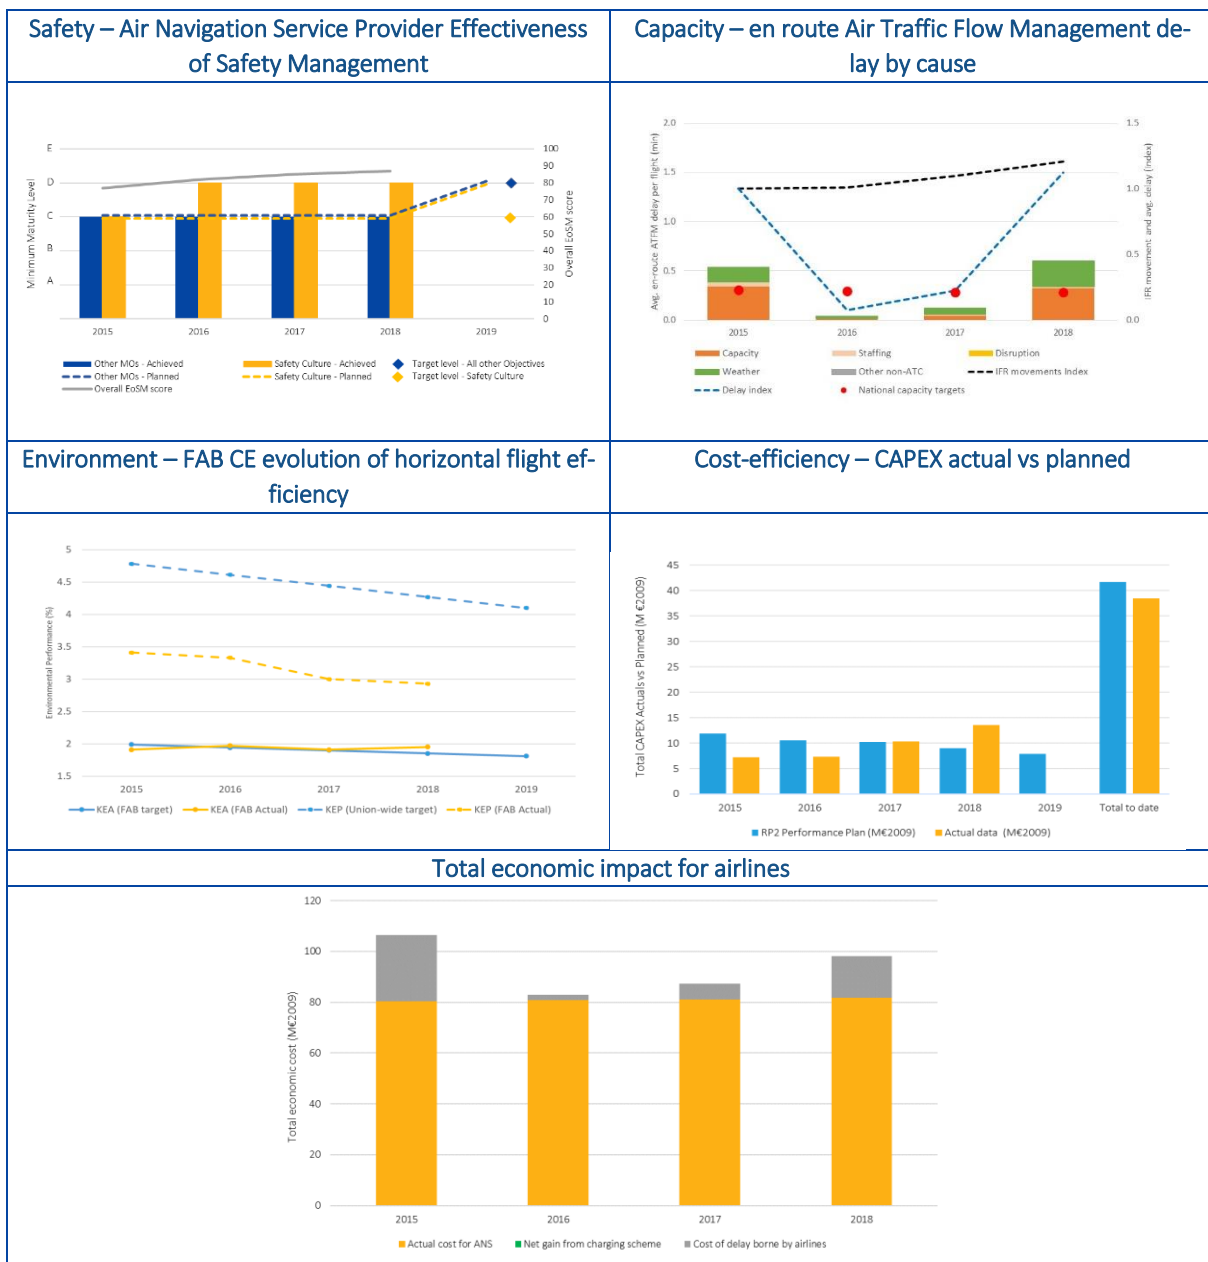 Safety – Air Navigation Service Provider Effectiveness
of Safety Management
Capacity – en route Air Traffic Flow Management de-
lay by cause
E
D
C
B
A
Minimum Maturity Level
100
90
80
70
60
50
40
30
20
10
0
Overall EoSM score
2015 2016 2017 2018 2019
Other MOs - Achieved Safety Culture - Achieved Target level - All other Objectives
Other MOs - Planned Safety Culture - Planned Target level - Safety Culture
Overall EoSM score
2.0
1.5
1.0
0.5
0.0
Avg. en-route ATFM delay per flight (min)
1.5
1.0
0.5
0.0
IFR movement and avg. delay (Index)
2015 2016 2017 2018
Capacity Staffing Disruption
Weather Other non-ATC IFR movements Index
Delay index National capacity targets
Environment – FAB CE evolution of horizontal flight ef-
ficiency
Cost-efficiency – CAPEX actual vs planned
5
4.5
4
3.5
3
2.5
2
1.5
Environmental Performance (%)
2015 2016 2017 2018 2019
KEA (FAB target) KEA (FAB Actual) KEP (Union-wide target) KEP (FAB Actual)
45
40
35
30
25
20
15
10
5
0
Total CAPEX Actuals vs Planned (M €2009)
2015 2016 2017 2018 2019 Total to date
RP2 Performance Plan (M€2009) Actual data (M€2009)
Total economic impact for airlines
120
100
80
60
40
20
0
Total economic cost (M€2009)
2015 2016 2017 2018
Actual cost for ANS Net gain from charging scheme Cost of delay borne by airlines